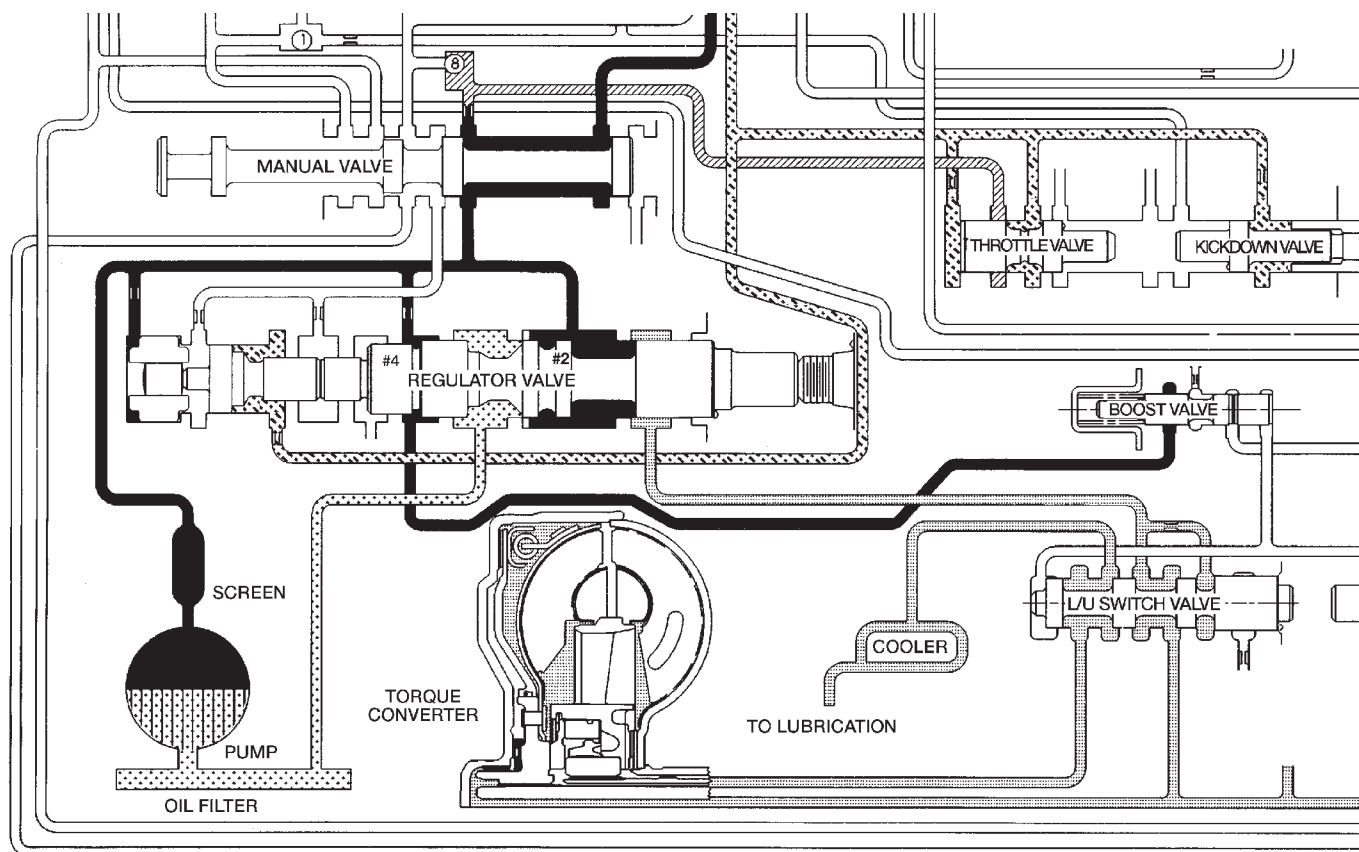 1
8
MANUAL VALVE
THROTTLE VALVE
KICKDOWN VALVE
#4
#2
REGULATOR VALVE
BOOST VALVE
SCREEN
L/U SWITCH VALVE
COOLER
TORQUE
CONVERTER
TO LUBRICATION
PUMP
OIL FILTER